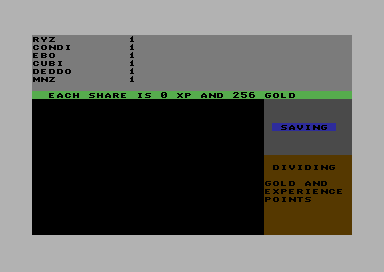 RYZ 1
CONDI 1
EBO 1
CUBI 1
DEDDO 1
MNZ 1
EACH SHARE IS 0 XP AND 256 GOLD
SAVING
DIVIDING
GOLD AND
EXPERIENCE
POINTS